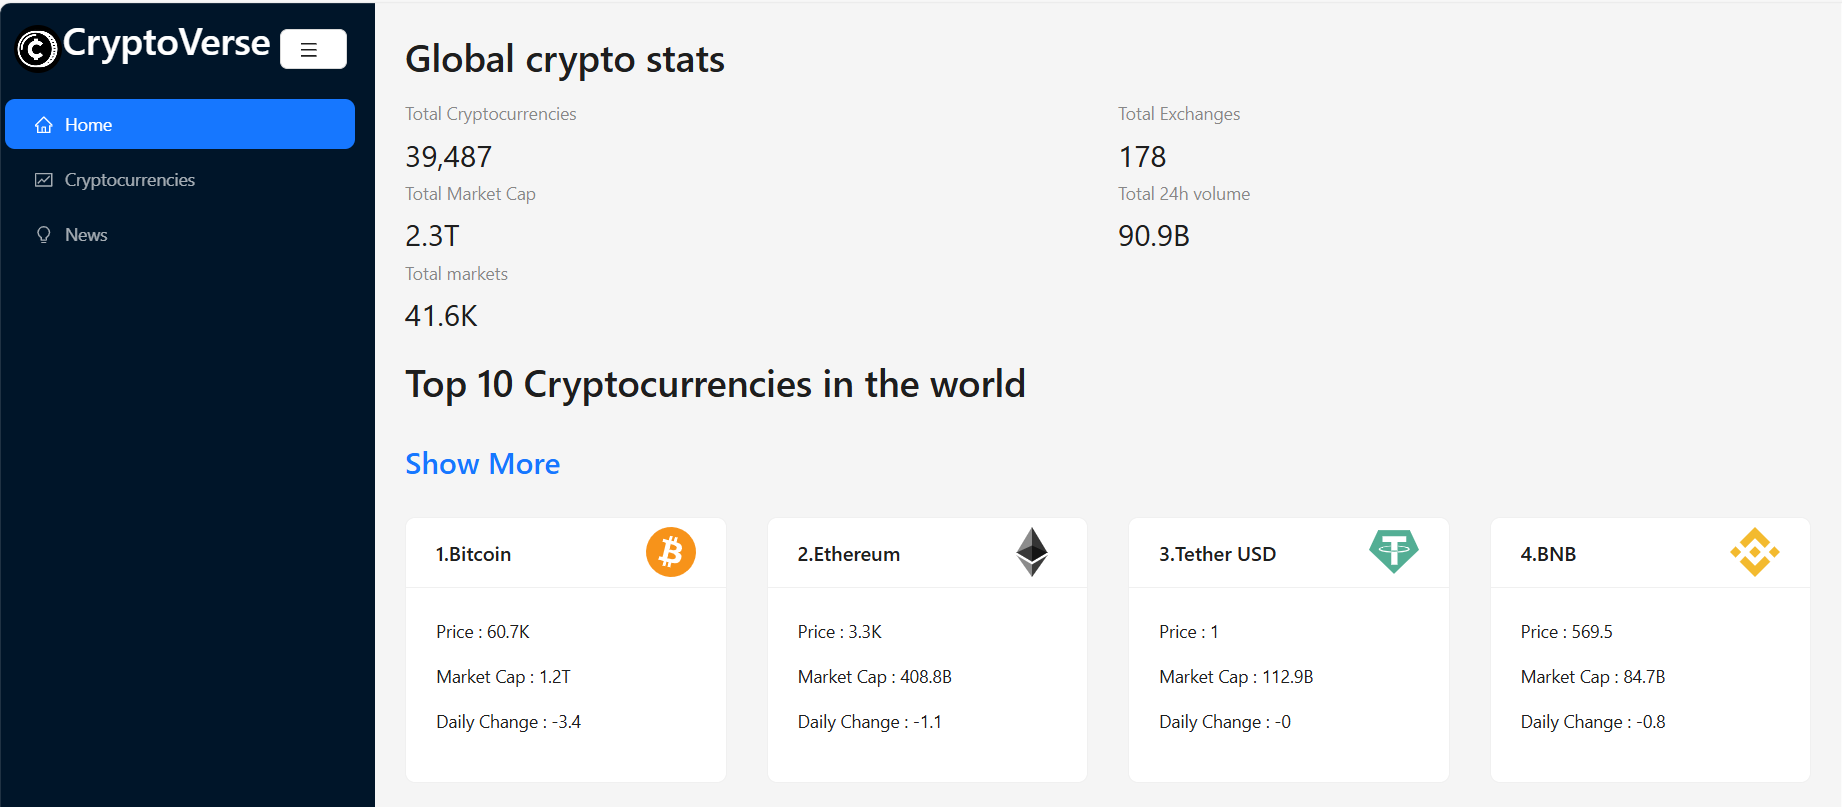 CryptoVerse
Home
Cryptocurrencies
News
Global crypto stats
Total Cryptocurrencies
39,487
Total Exchanges
178
Total Market Cap
2.3T
Total 24h volume
90.9B
Total markets
41.6K
Top 10 Cryptocurrencies in the world
Show More
1.Bitcoin
Price : 60.7K
Market Cap : 1.2T
Daily Change : -3.4
2.Ethereum
Price : 3.3K
Market Cap : 408.8B
Daily Change : -1.1
3.Tether USD
Price : 1
Market Cap : 112.9B
Daily Change : -0
4.BNB
Price : 569.5
Market Cap : 84.7B
Daily Change : -0.8